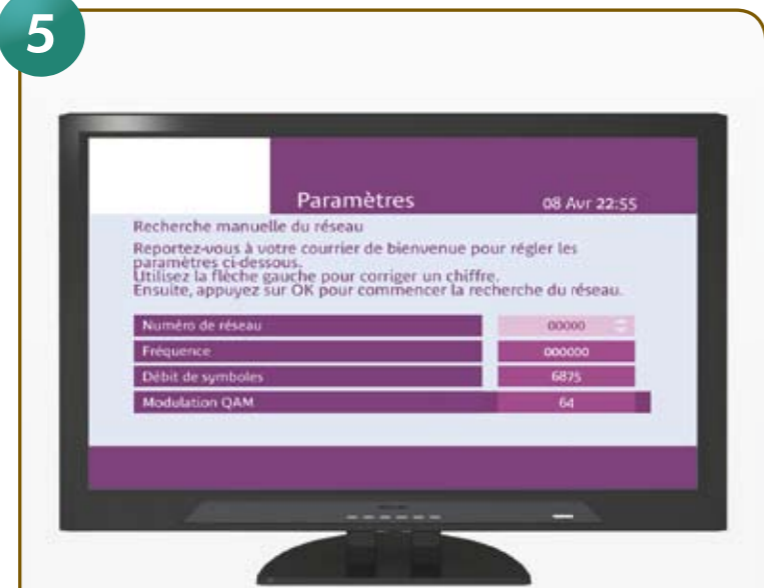 5
Paramètres 08 Avr 22:55
Recherche manuelle du réseau
Reportez-vous à votre courrier de bienvenue pour régler les
paramètres ci-dessous.
Utilisez la flèche gauche pour corriger un chiffre.
Ensuite, appuyez sur OK pour commencer la recherche du réseau.
Numéro de réseau 00000
Fréquence 000000
Débit de symboles 6875
Modulation QAM 64